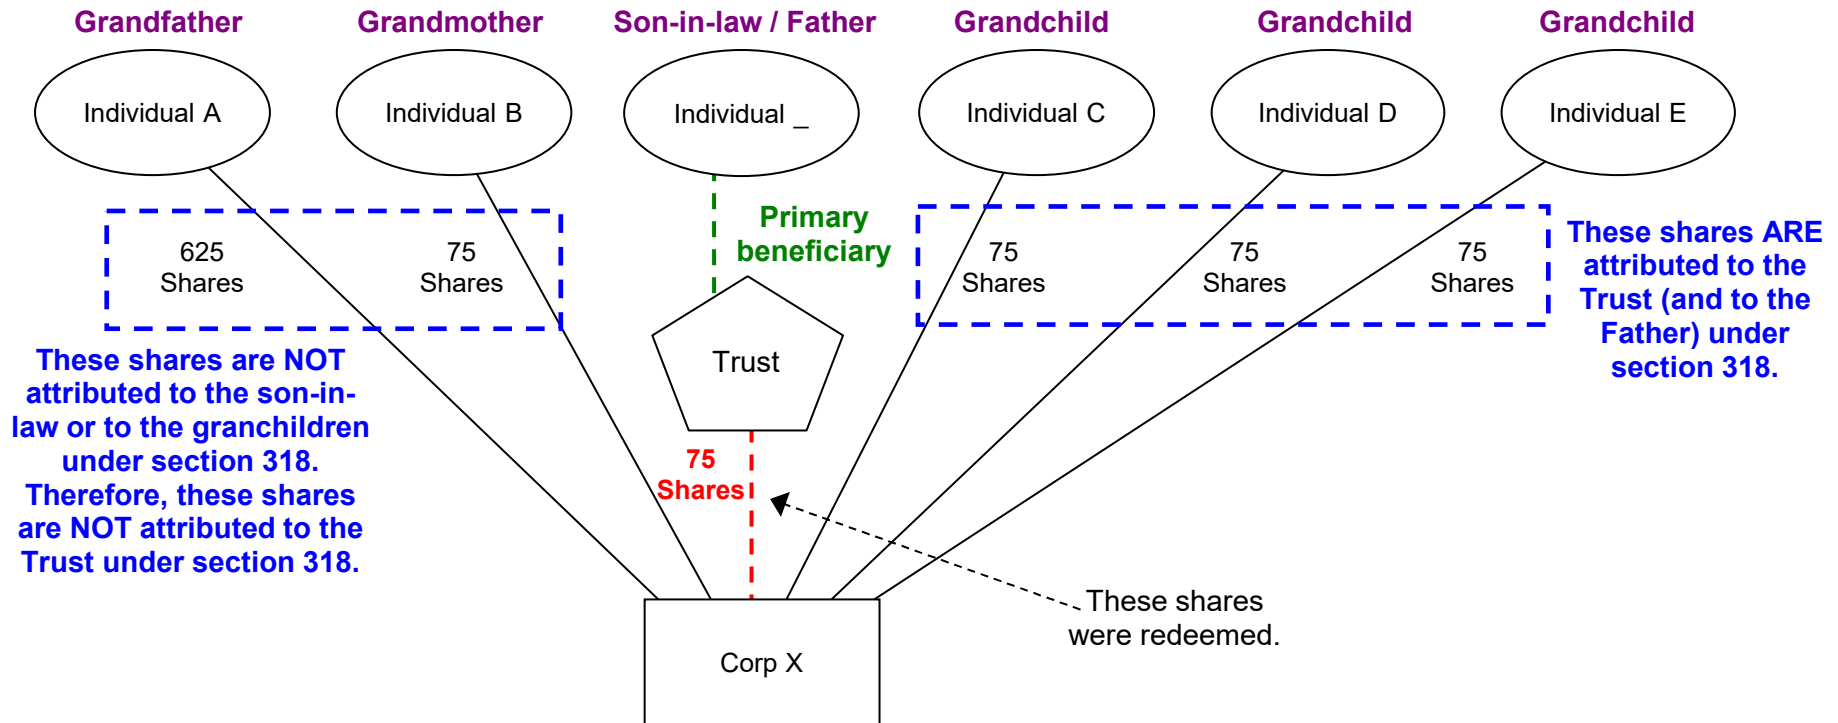 Grandfather
Grandmother
Son-in-law / Father
Grandchild
Grandchild
Grandchild
Individual A
Individual B
Individual _
Individual C
Individual D
Individual E
Primary
beneficiary
625
Shares
75
Shares
75
Shares
75
Shares
75
Shares
These shares ARE
attributed to the
Trust (and to the
Father) under
section 318.
These shares are NOT
attributed to the son-in-
law or to the granchildren
under section 318.
Therefore, these shares
are NOT attributed to the
Trust under section 318.
Trust
75
Shares
These shares
were redeemed.
Corp X